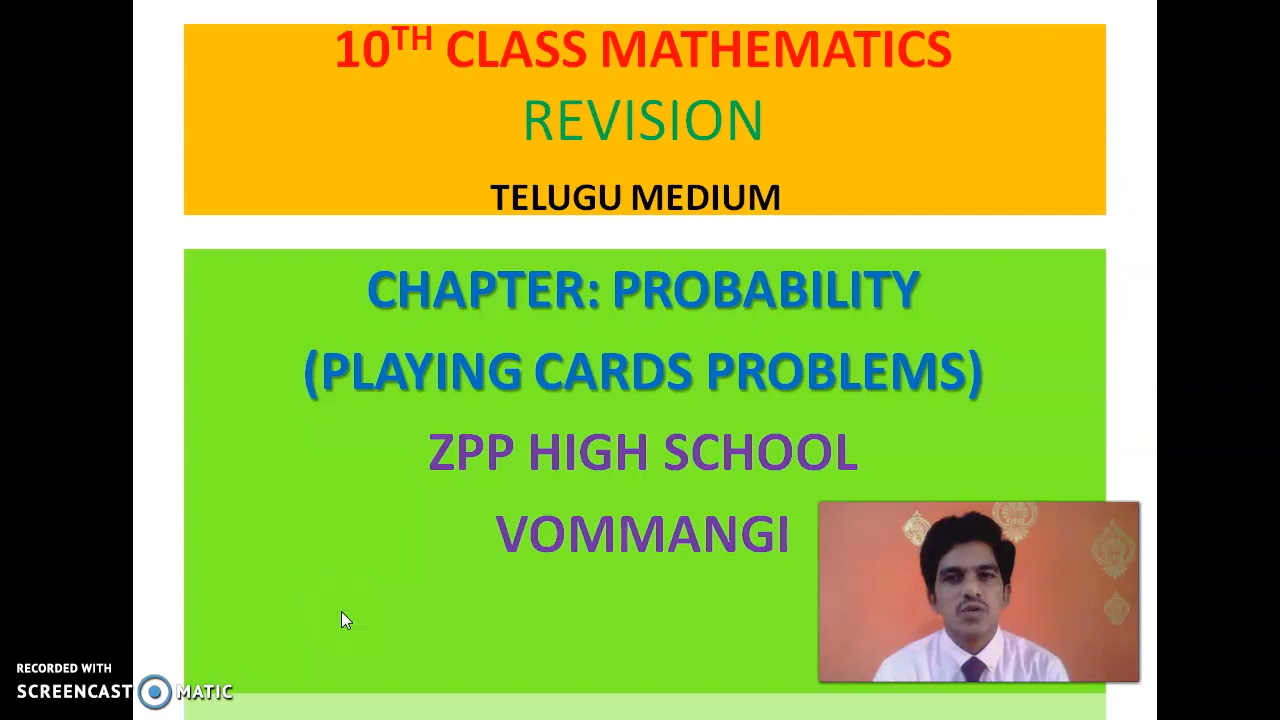 10TH CLASS MATHEMATICS
REVISION
TELUGU MEDIUM
CHAPTER: PROBABILITY
(PLAYING CARDS PROBLEMS)
ZPP HIGH SCHOOL
VOMMANGI
RECORDED WITH
SCREENCAST MATIC